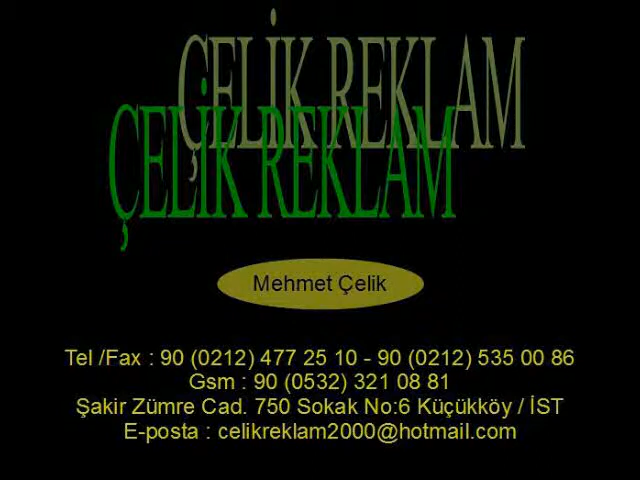 ÇELİK REKLAM
ÇELİK REKLAM
Mehmet Çelik
Tel /Fax : 90 (0212) 477 25 10 - 90 (0212) 535 00 86
Gsm : 90 (0532) 321 08 81
Şakir Zümre Cad. 750 Sokak No:6 Küçükköy / İST
E-posta : celikreklam2000@hotmail.com